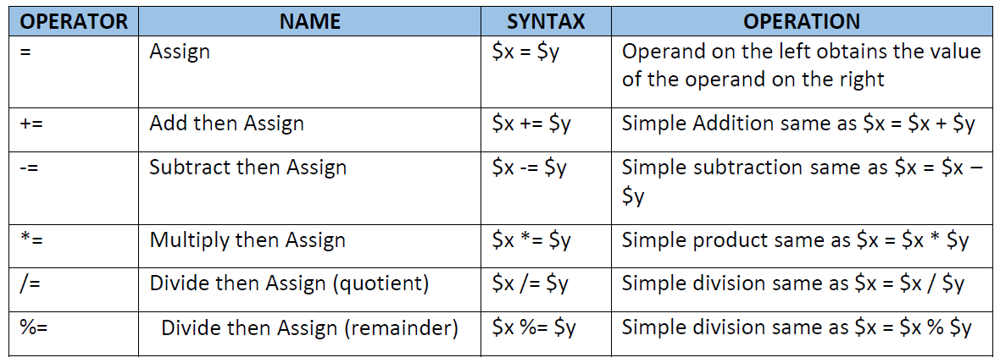 OPERATOR NAME SYNTAX OPERATION
= Assign $x = $y Operand on the left obtains the value
of the operand on the right
+= Add then Assign $x += $y Simple Addition same as $x = $x + $y
-= Subtract then Assign $x -= $y Simple subtraction same as $x = $x –
$y
*= Multiply then Assign $x *= $y Simple product same as $x = $x * $y
/= Divide then Assign (quotient) $x /= $y Simple division same as $x = $x / $y
%= Divide then Assign (remainder) $x %= $y Simple division same as $x = $x % $y